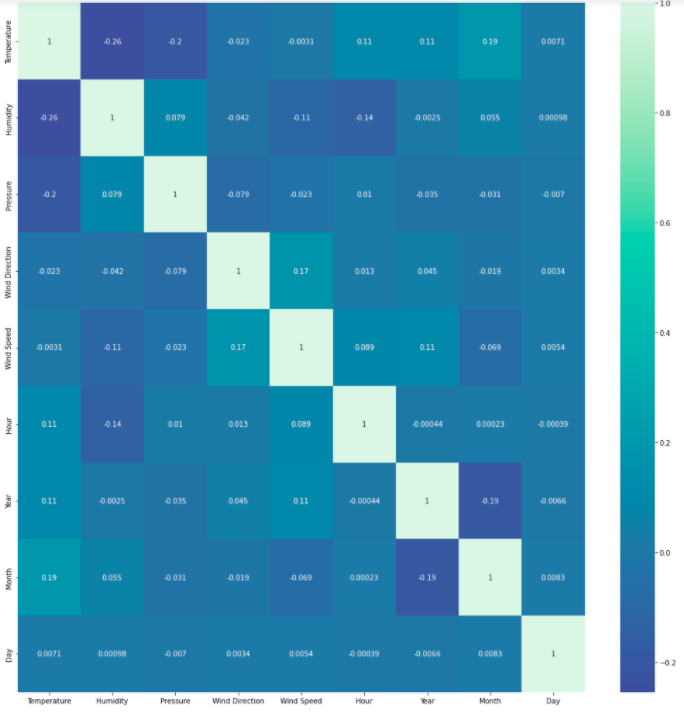 1.0
Temperature 1 -0.26 -0.2 -0.023 -0.0031 0.11 0.11 0.19 0.0071
0.8
Humidity -0.26 1 0.079 -0.042 -0.11 -0.14 -0.0025 0.055 0.00098
Pressure -0.2 0.079 1 -0.079 -0.023 0.01 -0.035 -0.031 -0.007
0.6
Wind Direction -0.023 -0.042 -0.079 1 0.17 0.013 0.045 -0.019 0.0034
0.4
Wind Speed -0.0031 -0.11 -0.023 0.17 1 0.089 0.11 -0.069 0.0054
Hour 0.11 -0.14 0.01 0.013 0.089 1 -0.00044 0.00023 -0.00039
0.2
Year 0.11 -0.0025 -0.035 0.045 0.11 -0.00044 1 -0.19 -0.0066
0.0
Month 0.19 0.055 -0.031 -0.019 -0.069 0.00023 -0.19 1 0.0083
Day 0.0071 0.00098 -0.007 0.0034 0.0054 -0.00039 -0.0066 0.0083 1
-0.2
Temperature Humidity Pressure Wind Direction Wind Speed Hour Year Month Day